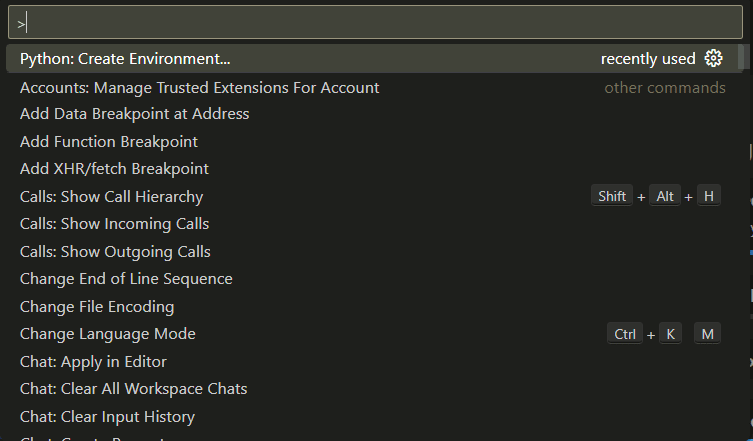 >
Python: Create Environment... recently used
Accounts: Manage Trusted Extensions For Account other commands
Add Data Breakpoint at Address
Add Function Breakpoint
Add XHR/fetch Breakpoint
Calls: Show Call Hierarchy Shift + Alt + H
Calls: Show Incoming Calls
Calls: Show Outgoing Calls
Change End of Line Sequence
Change File Encoding
Change Language Mode Ctrl + K M
Chat: Apply in Editor
Chat: Clear All Workspace Chats
Chat: Clear Input History